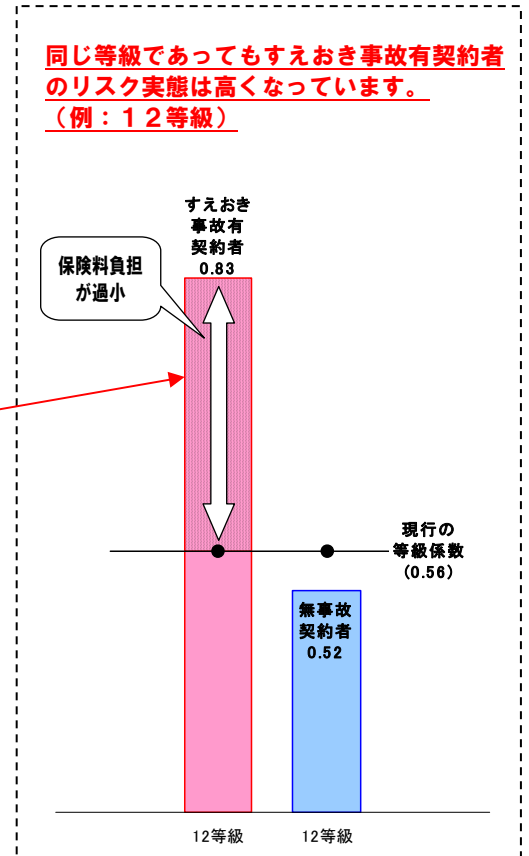 同じ等級であってもすえおき事故有契約者
のリスク実態は高くなっています。
（例：１２等級）
すえおき
事故有
契約者
0.83
保険料負担
が過小
現行の
等級係数
(0.56)
無事故
契約者
0.52
12等級
12等級